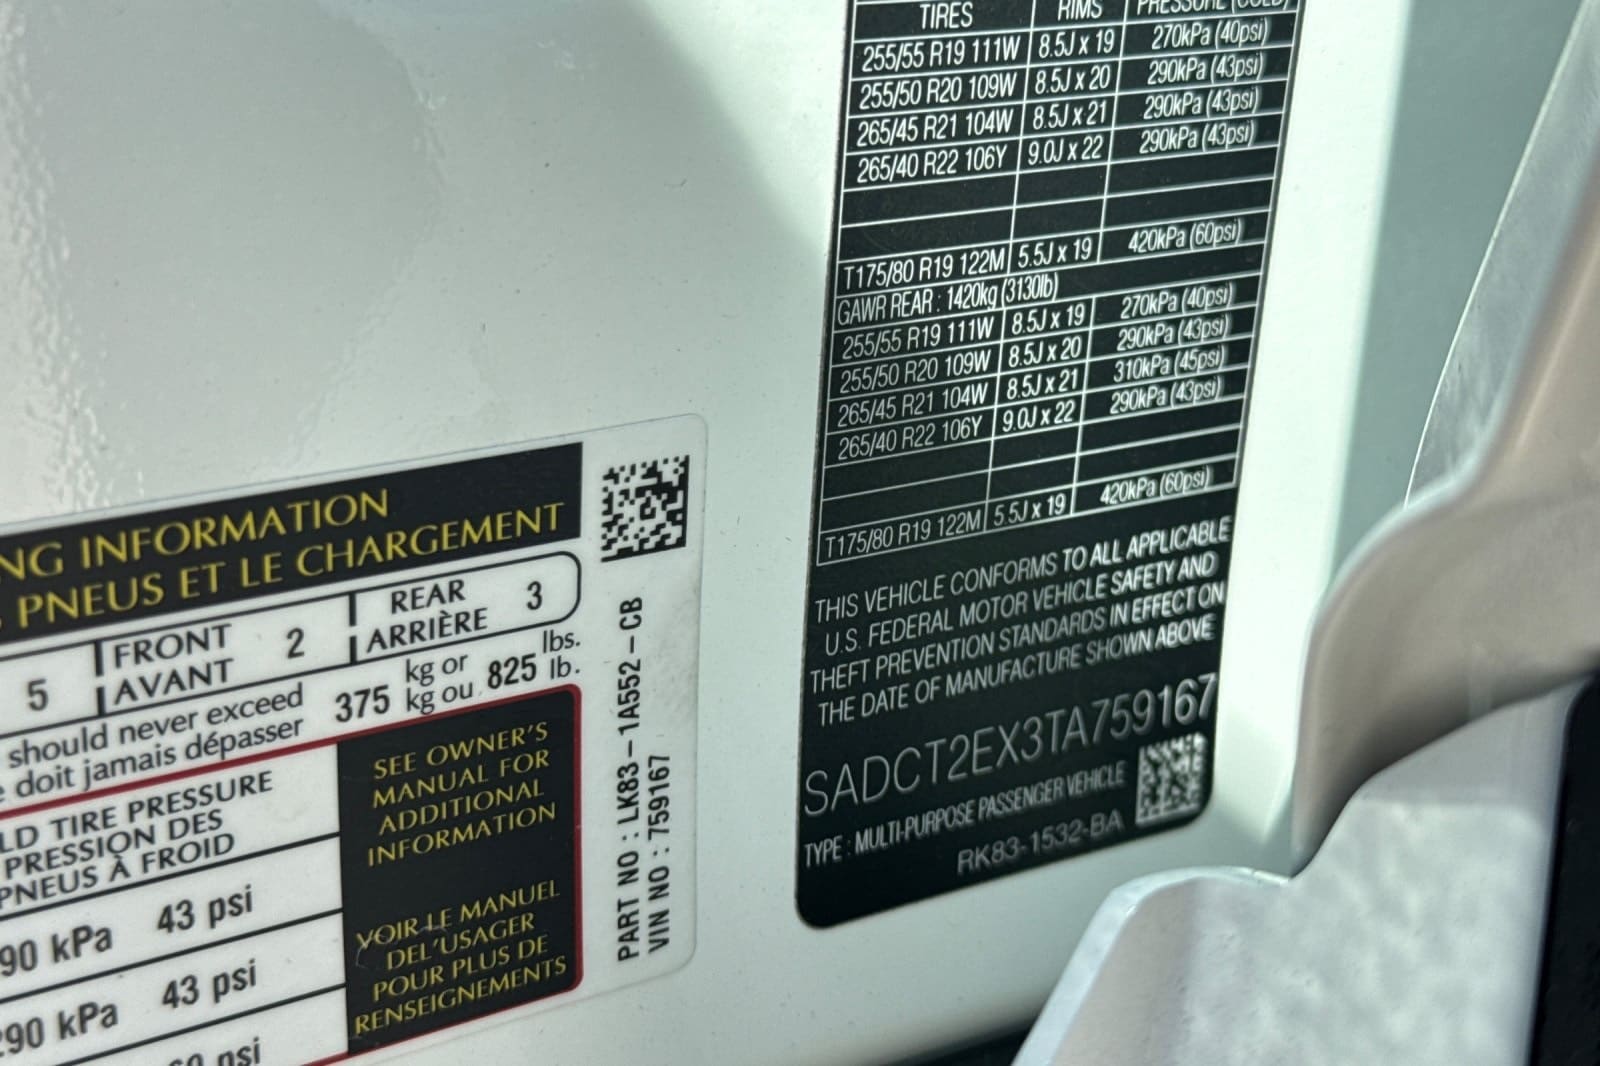 TIRES RIMS PRESSURE (COLD)
255/55 R19 111W 8.5J x 19 270kPa (40psi)
255/50 R20 109W 8.5J x 20 290kPa (43psi)
265/45 R21 104W 8.5J x 21 290kPa (43psi)
265/40 R22 106Y 9.0J x 22 290kPa (43psi)
T175/80 R19 122M 5.5J x 19 420kPa (60psi)
GAWR REAR : 1420kg (3130lb)
255/55 R19 111W 8.5J x 19 270kPa (40psi)
255/50 R20 109W 8.5J x 20 290kPa (43psi)
265/45 R21 104W 8.5J x 21 310kPa (45psi)
265/40 R22 106Y 9.0J x 22 290kPa (43psi)
T175/80 R19 122M 5.5J x 19 420kPa (60psi)
THIS VEHICLE CONFORMS TO ALL APPLICABLE
U.S. FEDERAL MOTOR VEHICLE SAFETY AND
THEFT PREVENTION STANDARDS IN EFFECT ON
THE DATE OF MANUFACTURE SHOWN ABOVE
SADCT2EX3TA759167
TYPE : MULTI-PURPOSE PASSENGER VEHICLE
RK83-1532-BA
NG INFORMATION
PNEUS ET LE CHARGEMENT
5 FRONT 2 REAR 3
AVANT ARRIÈRE
should never exceed 375 kg or 825 lbs.
doit jamais dépasser kg ou lb.
LD TIRE PRESSURE
PRESSION DES
PNEUS À FROID
90 kPa 43 psi
290 kPa 43 psi
60 psi
SEE OWNER'S
MANUAL FOR
ADDITIONAL
INFORMATION
VOIR LE MANUEL
DEL'USAGER
POUR PLUS DE
RENSEIGNEMENTS
PART NO : LK83-1A552-CB
VIN NO : 759167